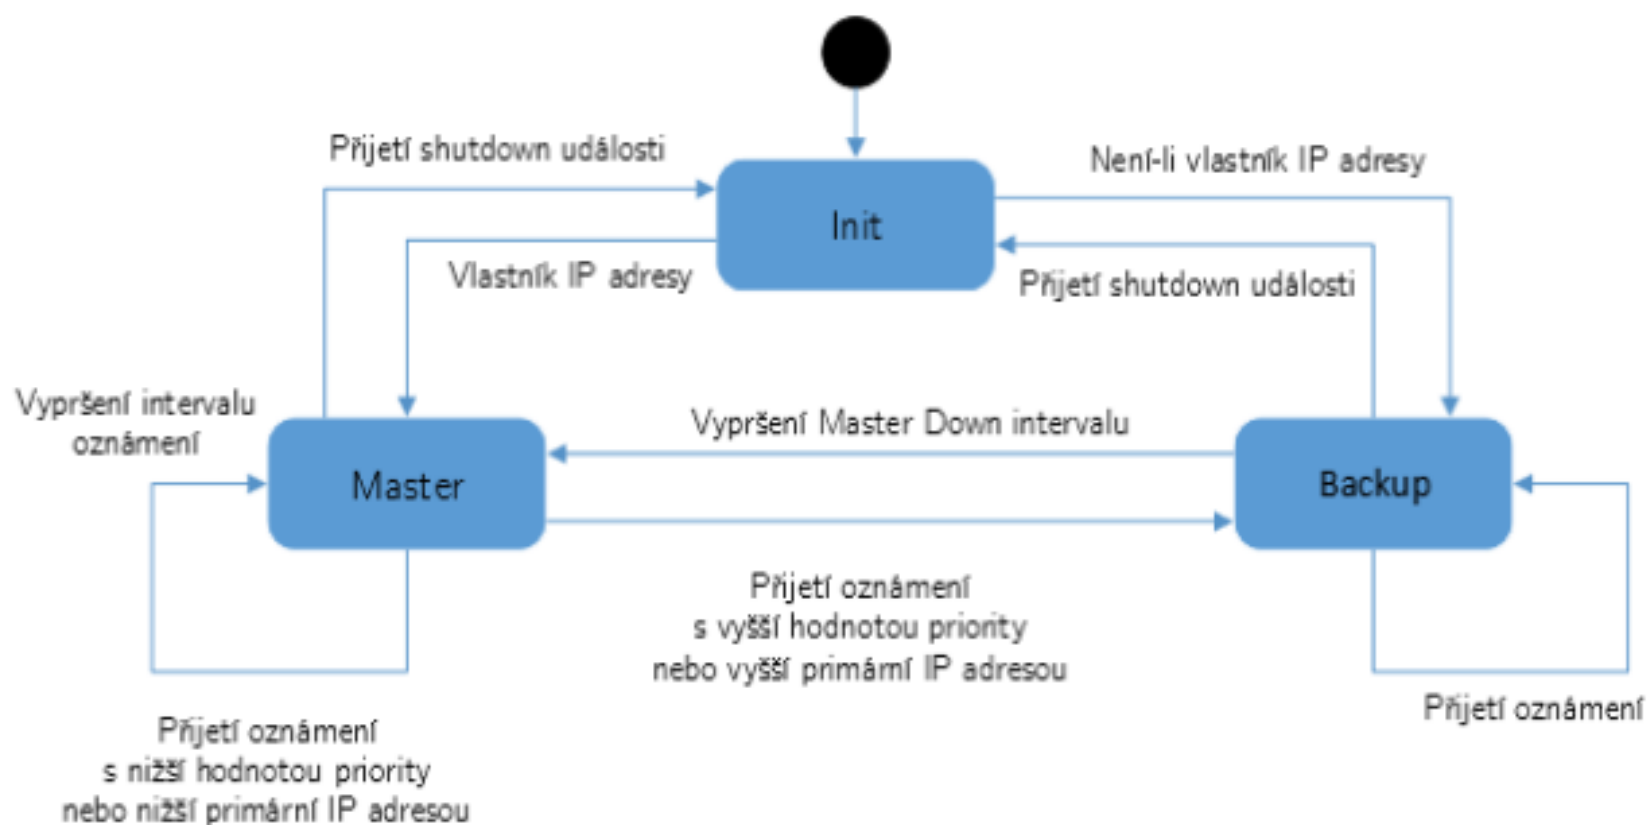 Přijetí shutdown události
Není-li vlastník IP adresy
Init
Vlastník IP adresy
Přijetí shutdown události
Vypršení intervalu
oznámení
Vypršení Master Down intervalu
Master
Backup
Přijetí oznámení
s vyšší hodnotou priority
nebo vyšší primární IP adresou
Přijetí oznámení
Přijetí oznámení
s nižší hodnotou priority
nebo nižší primární IP adresou